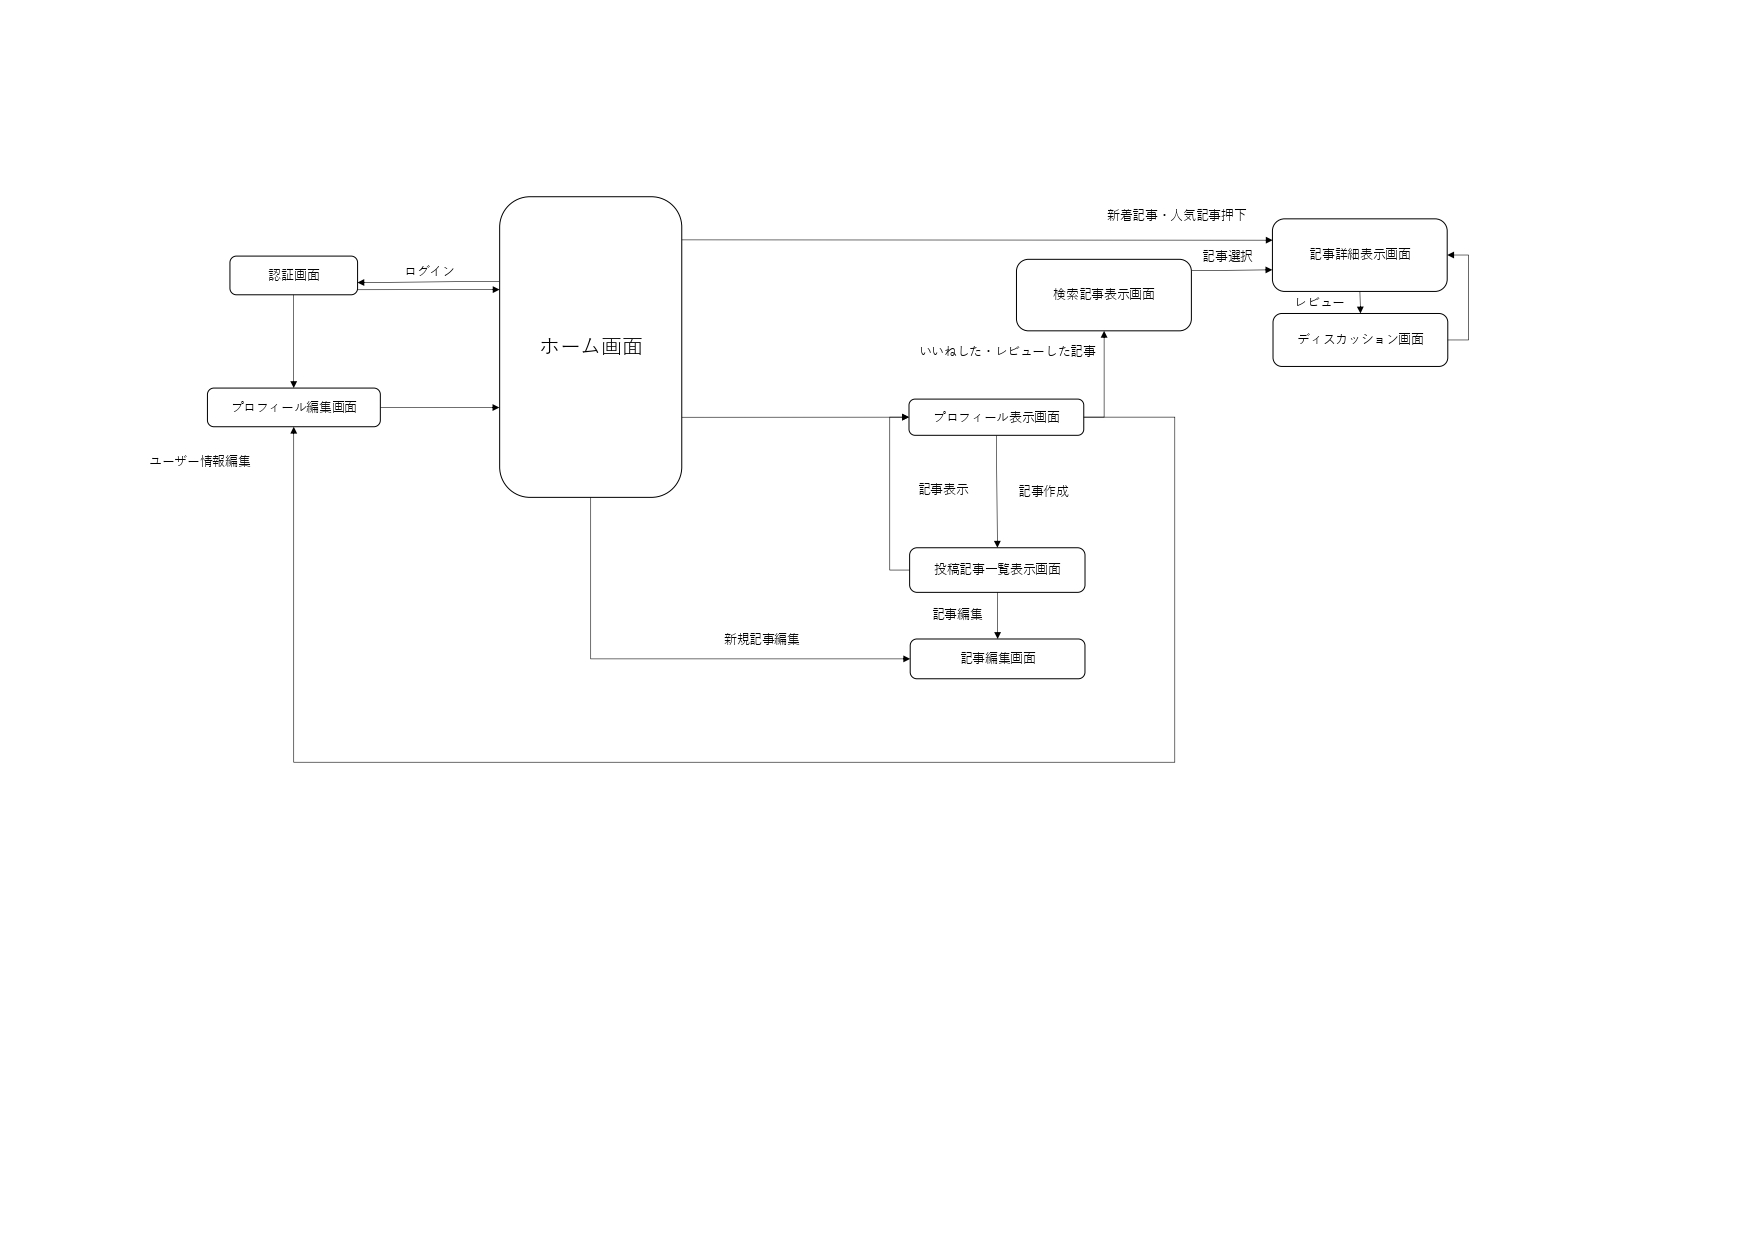 新着記事・人気記事押下
記事詳細表示画面
記事選択
認証画面
ログイン
検索記事表示画面
レビュー
ディスカッション画面
ホーム画面
いいねした・レビューした記事
プロフィール編集画面
プロフィール表示画面
ユーザー情報編集
記事表示
記事作成
投稿記事一覧表示画面
記事編集
新規記事編集
記事編集画面